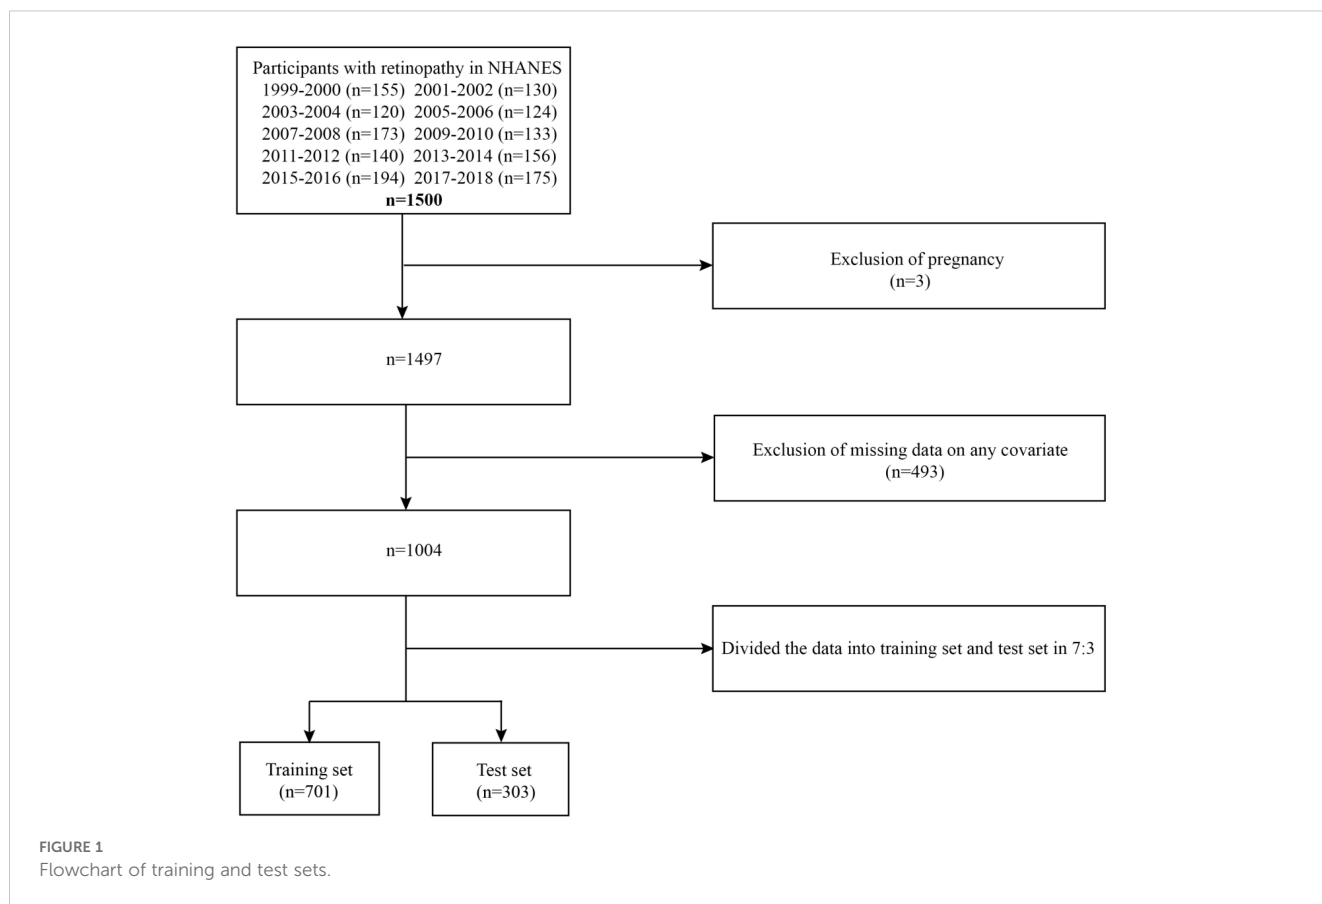 Participants with retinopathy in NHANES
1999-2000 (n=155) 2001-2002 (n=130)
2003-2004 (n=120) 2005-2006 (n=124)
2007-2008 (n=173) 2009-2010 (n=133)
2011-2012 (n=140) 2013-2014 (n=156)
2015-2016 (n=194) 2017-2018 (n=175)
n=1500
Exclusion of pregnancy
(n=3)
n=1497
Exclusion of missing data on any covariate
(n=493)
n=1004
Divided the data into training set and test set in 7:3
Training set
(n=701)
Test set
(n=303)
FIGURE 1
Flowchart of training and test sets.